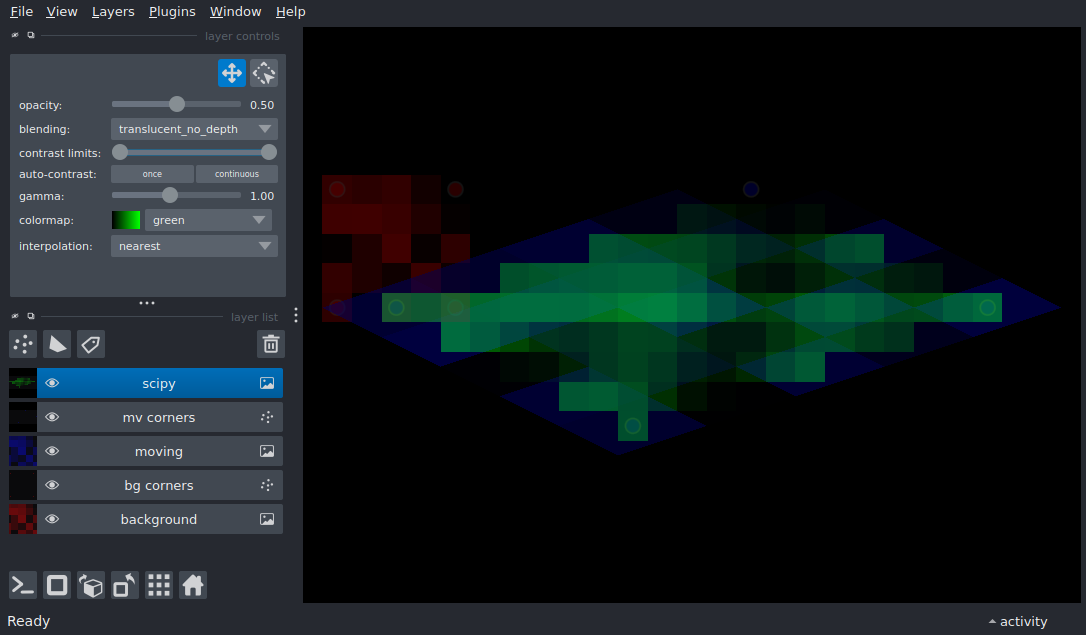 File View Layers Plugins Window Help
layer controls
opacity: 0.50
blending: translucent_no_depth
contrast limits:
auto-contrast: once continuous
gamma: 1.00
colormap: green
interpolation: nearest
layer list
scipy
mv corners
moving
bg corners
background
Ready
activity